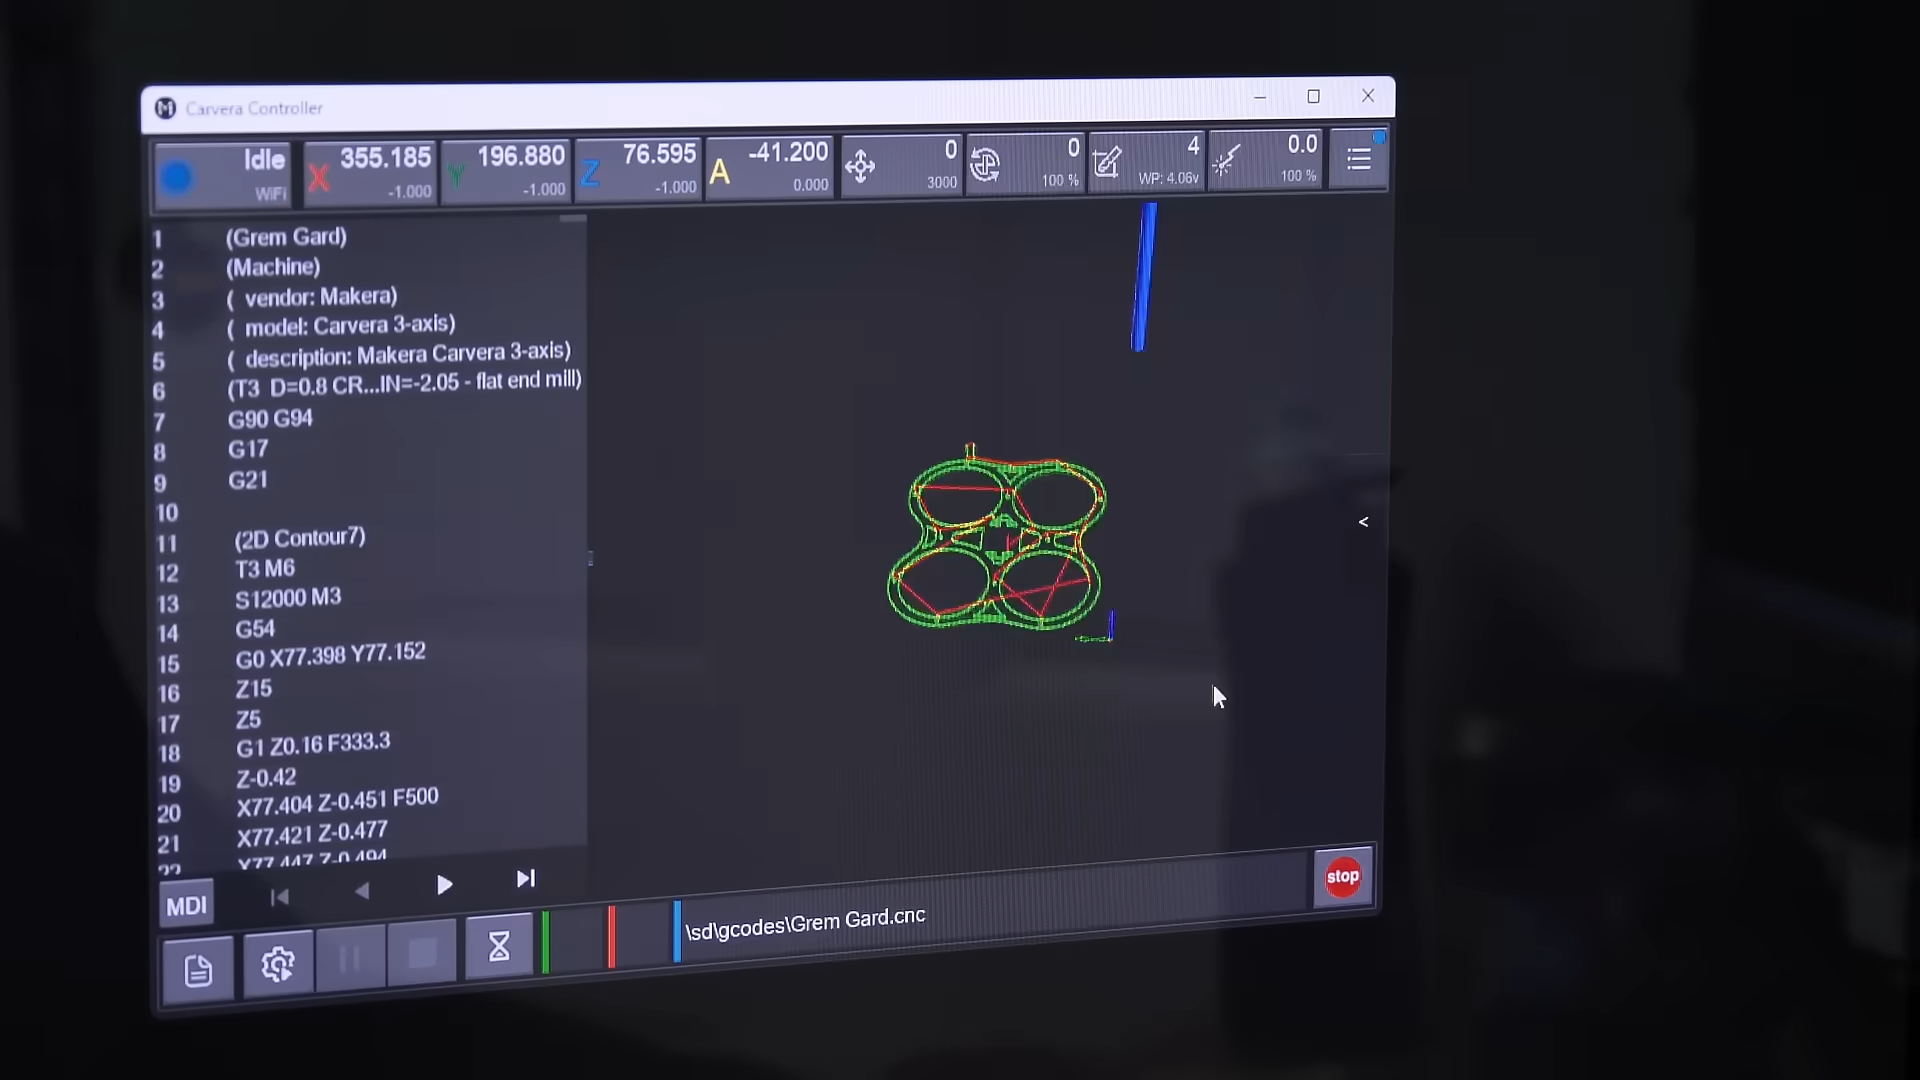 Carvera Controller
Idle
WiFi
X 355.185
-1.000
Y 196.880
-1.000
Z 76.595
-1.000
A -41.200
0.000
0
3000
0
100 %
4
WP: 4.06v
0.0
100 %
1 (Grem Gard)
2 (Machine)
3 ( vendor: Makera)
4 ( model: Carvera 3-axis)
5 ( description: Makera Carvera 3-axis)
6 (T3 D=0.8 CR...IN=-2.05 - flat end mill)
7 G90 G94
8 G17
9 G21
10
11 (2D Contour7)
12 T3 M6
13 S12000 M3
14 G54
15 G0 X77.398 Y77.152
16 Z15
17 Z5
18 G1 Z0.16 F333.3
19 Z-0.42
20 X77.404 Z-0.451 F500
21 X77.421 Z-0.477
22 X77.447 Z-0.494
<
MDI
stop
\sd\gcodes\Grem Gard.cnc